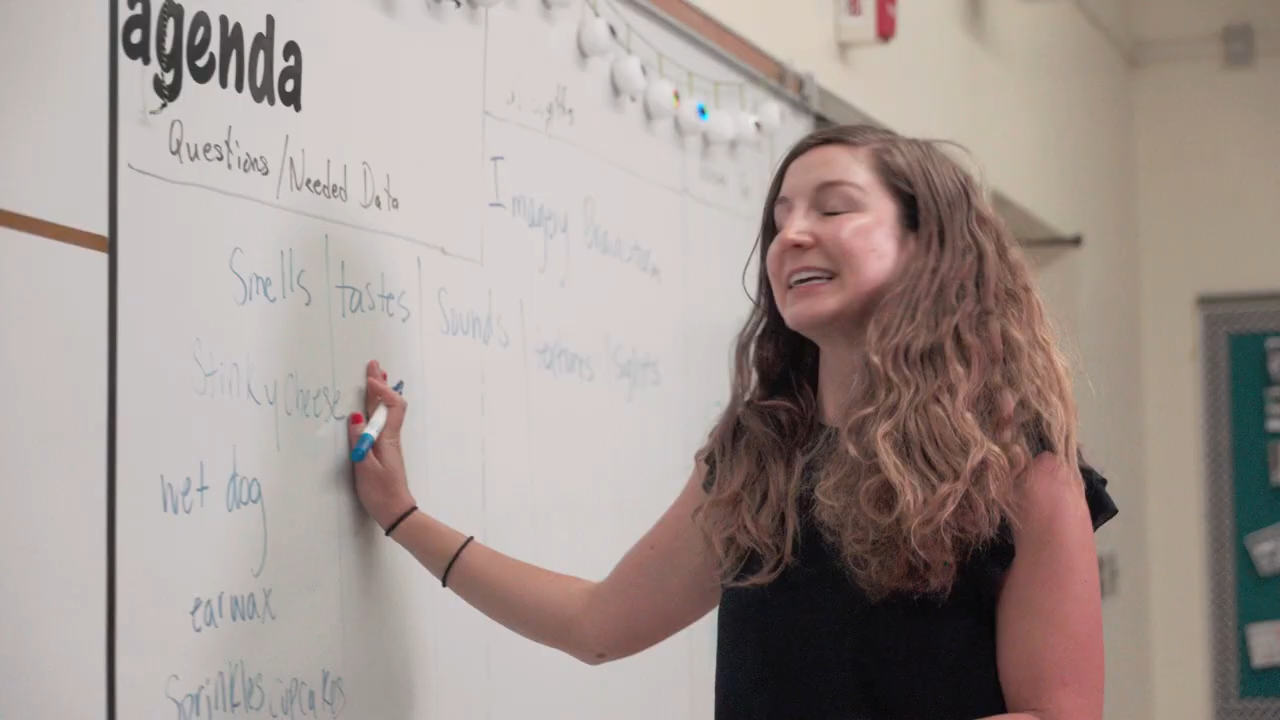 agenda
Questions/Needed Data
Imagery Brainstorm
Smells tastes Sounds textures Sights
Stinky cheese
wet dog
earwax
Sprinkles cupcakes